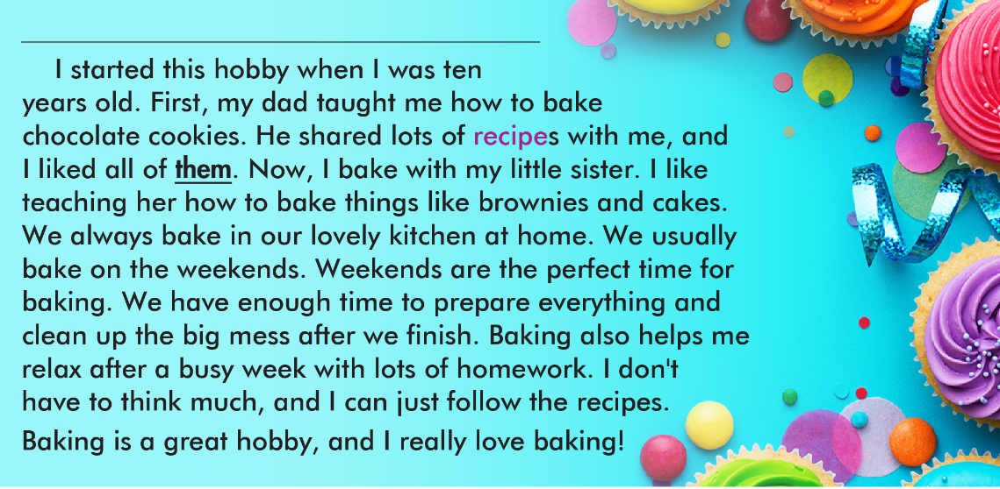 I started this hobby when I was ten
years old. First, my dad taught me how to bake
chocolate cookies. He shared lots of recipes with me, and
I liked all of them. Now, I bake with my little sister. I like
teaching her how to bake things like brownies and cakes.
We always bake in our lovely kitchen at home. We usually
bake on the weekends. Weekends are the perfect time for
baking. We have enough time to prepare everything and
clean up the big mess after we finish. Baking also helps me
relax after a busy week with lots of homework. I don't
have to think much, and I can just follow the recipes.
Baking is a great hobby, and I really love baking!